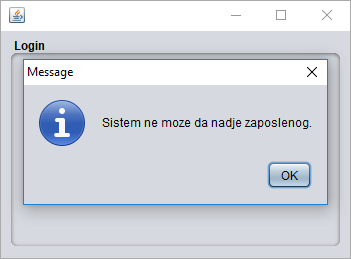 Login
Message
Sistem ne moze da nadje zaposlenog.
OK